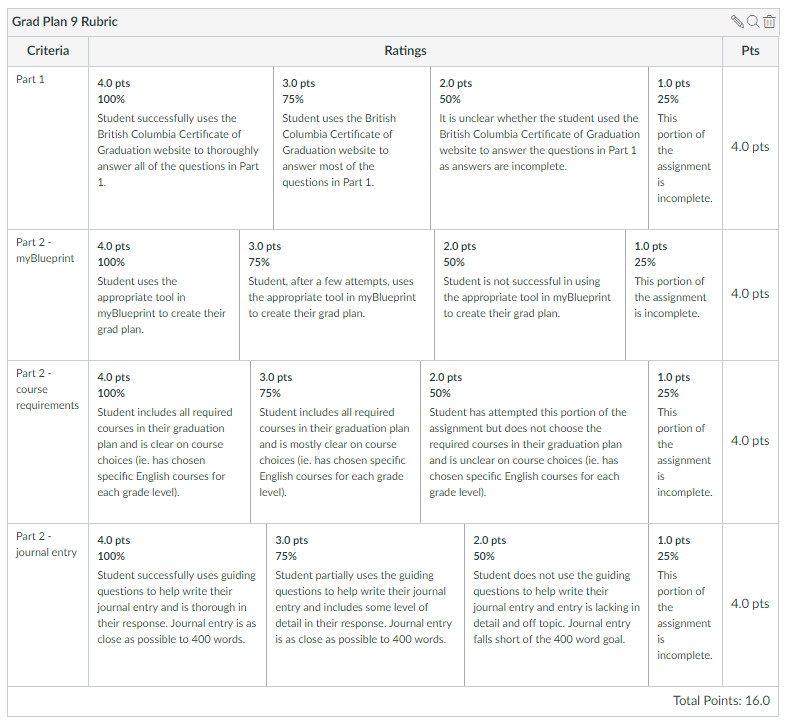 Grad Plan 9 Rubric
Criteria
Ratings
Pts
Part 1
4.0 pts
100%
Student successfully uses the
British Columbia Certificate of
Graduation website to thoroughly
answer all of the questions in Part
1.
3.0 pts
75%
Student uses the British
Columbia Certificate of
Graduation website to
answer most of the
questions in Part 1.
2.0 pts
50%
It is unclear whether the student used the
British Columbia Certificate of Graduation
website to answer the questions in Part 1
as answers are incomplete.
1.0 pts
25%
This
portion of
the
assignment
is
incomplete.
4.0 pts
Part 2 -
myBlueprint
4.0 pts
100%
Student uses the
appropriate tool in
myBlueprint to create their
grad plan.
3.0 pts
75%
Student, after a few attempts, uses
the appropriate tool in myBlueprint
to create their grad plan.
2.0 pts
50%
Student is not successful in using
the appropriate tool in myBlueprint
to create their grad plan.
1.0 pts
25%
This portion of
the assignment
is incomplete.
4.0 pts
Part 2 -
course
requirements
4.0 pts
100%
Student includes all required
courses in their graduation
plan and is clear on course
choices (ie. has chosen
specific English courses for
each grade level).
3.0 pts
75%
Student includes all required
courses in their graduation plan
and is mostly clear on course
choices (ie. has chosen specific
English courses for each grade
level).
2.0 pts
50%
Student has attempted this portion of the
assignment but does not choose the
required courses in their graduation plan
and is unclear on course choices (ie. has
chosen specific English courses for each
grade level).
1.0 pts
25%
This
portion of
the
assignment
is
incomplete.
4.0 pts
Part 2 -
journal entry
4.0 pts
100%
Student successfully uses guiding
questions to help write their
journal entry and is thorough in
their response. Journal entry is as
close as possible to 400 words.
3.0 pts
75%
Student partially uses the guiding
questions to help write their journal
entry and includes some level of
detail in their response. Journal entry
is as close as possible to 400 words.
2.0 pts
50%
Student does not use the guiding
questions to help write their
journal entry and entry is lacking in
detail and off topic. Journal entry
falls short of the 400 word goal.
1.0 pts
25%
This
portion of
the
assignment
is
incomplete.
4.0 pts
Total Points: 16.0